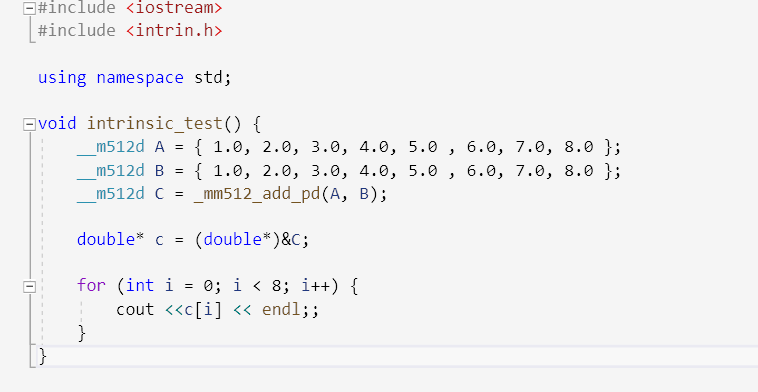 #include <iostream>
#include <intrin.h>
using namespace std;
void intrinsic_test() {
__m512d A = { 1.0, 2.0, 3.0, 4.0, 5.0 , 6.0, 7.0, 8.0 };
__m512d B = { 1.0, 2.0, 3.0, 4.0, 5.0 , 6.0, 7.0, 8.0 };
__m512d C = _mm512_add_pd(A, B);
double* c = (double*)&C;
for (int i = 0; i < 8; i++) {
cout <<c[i] << endl;;
}
}